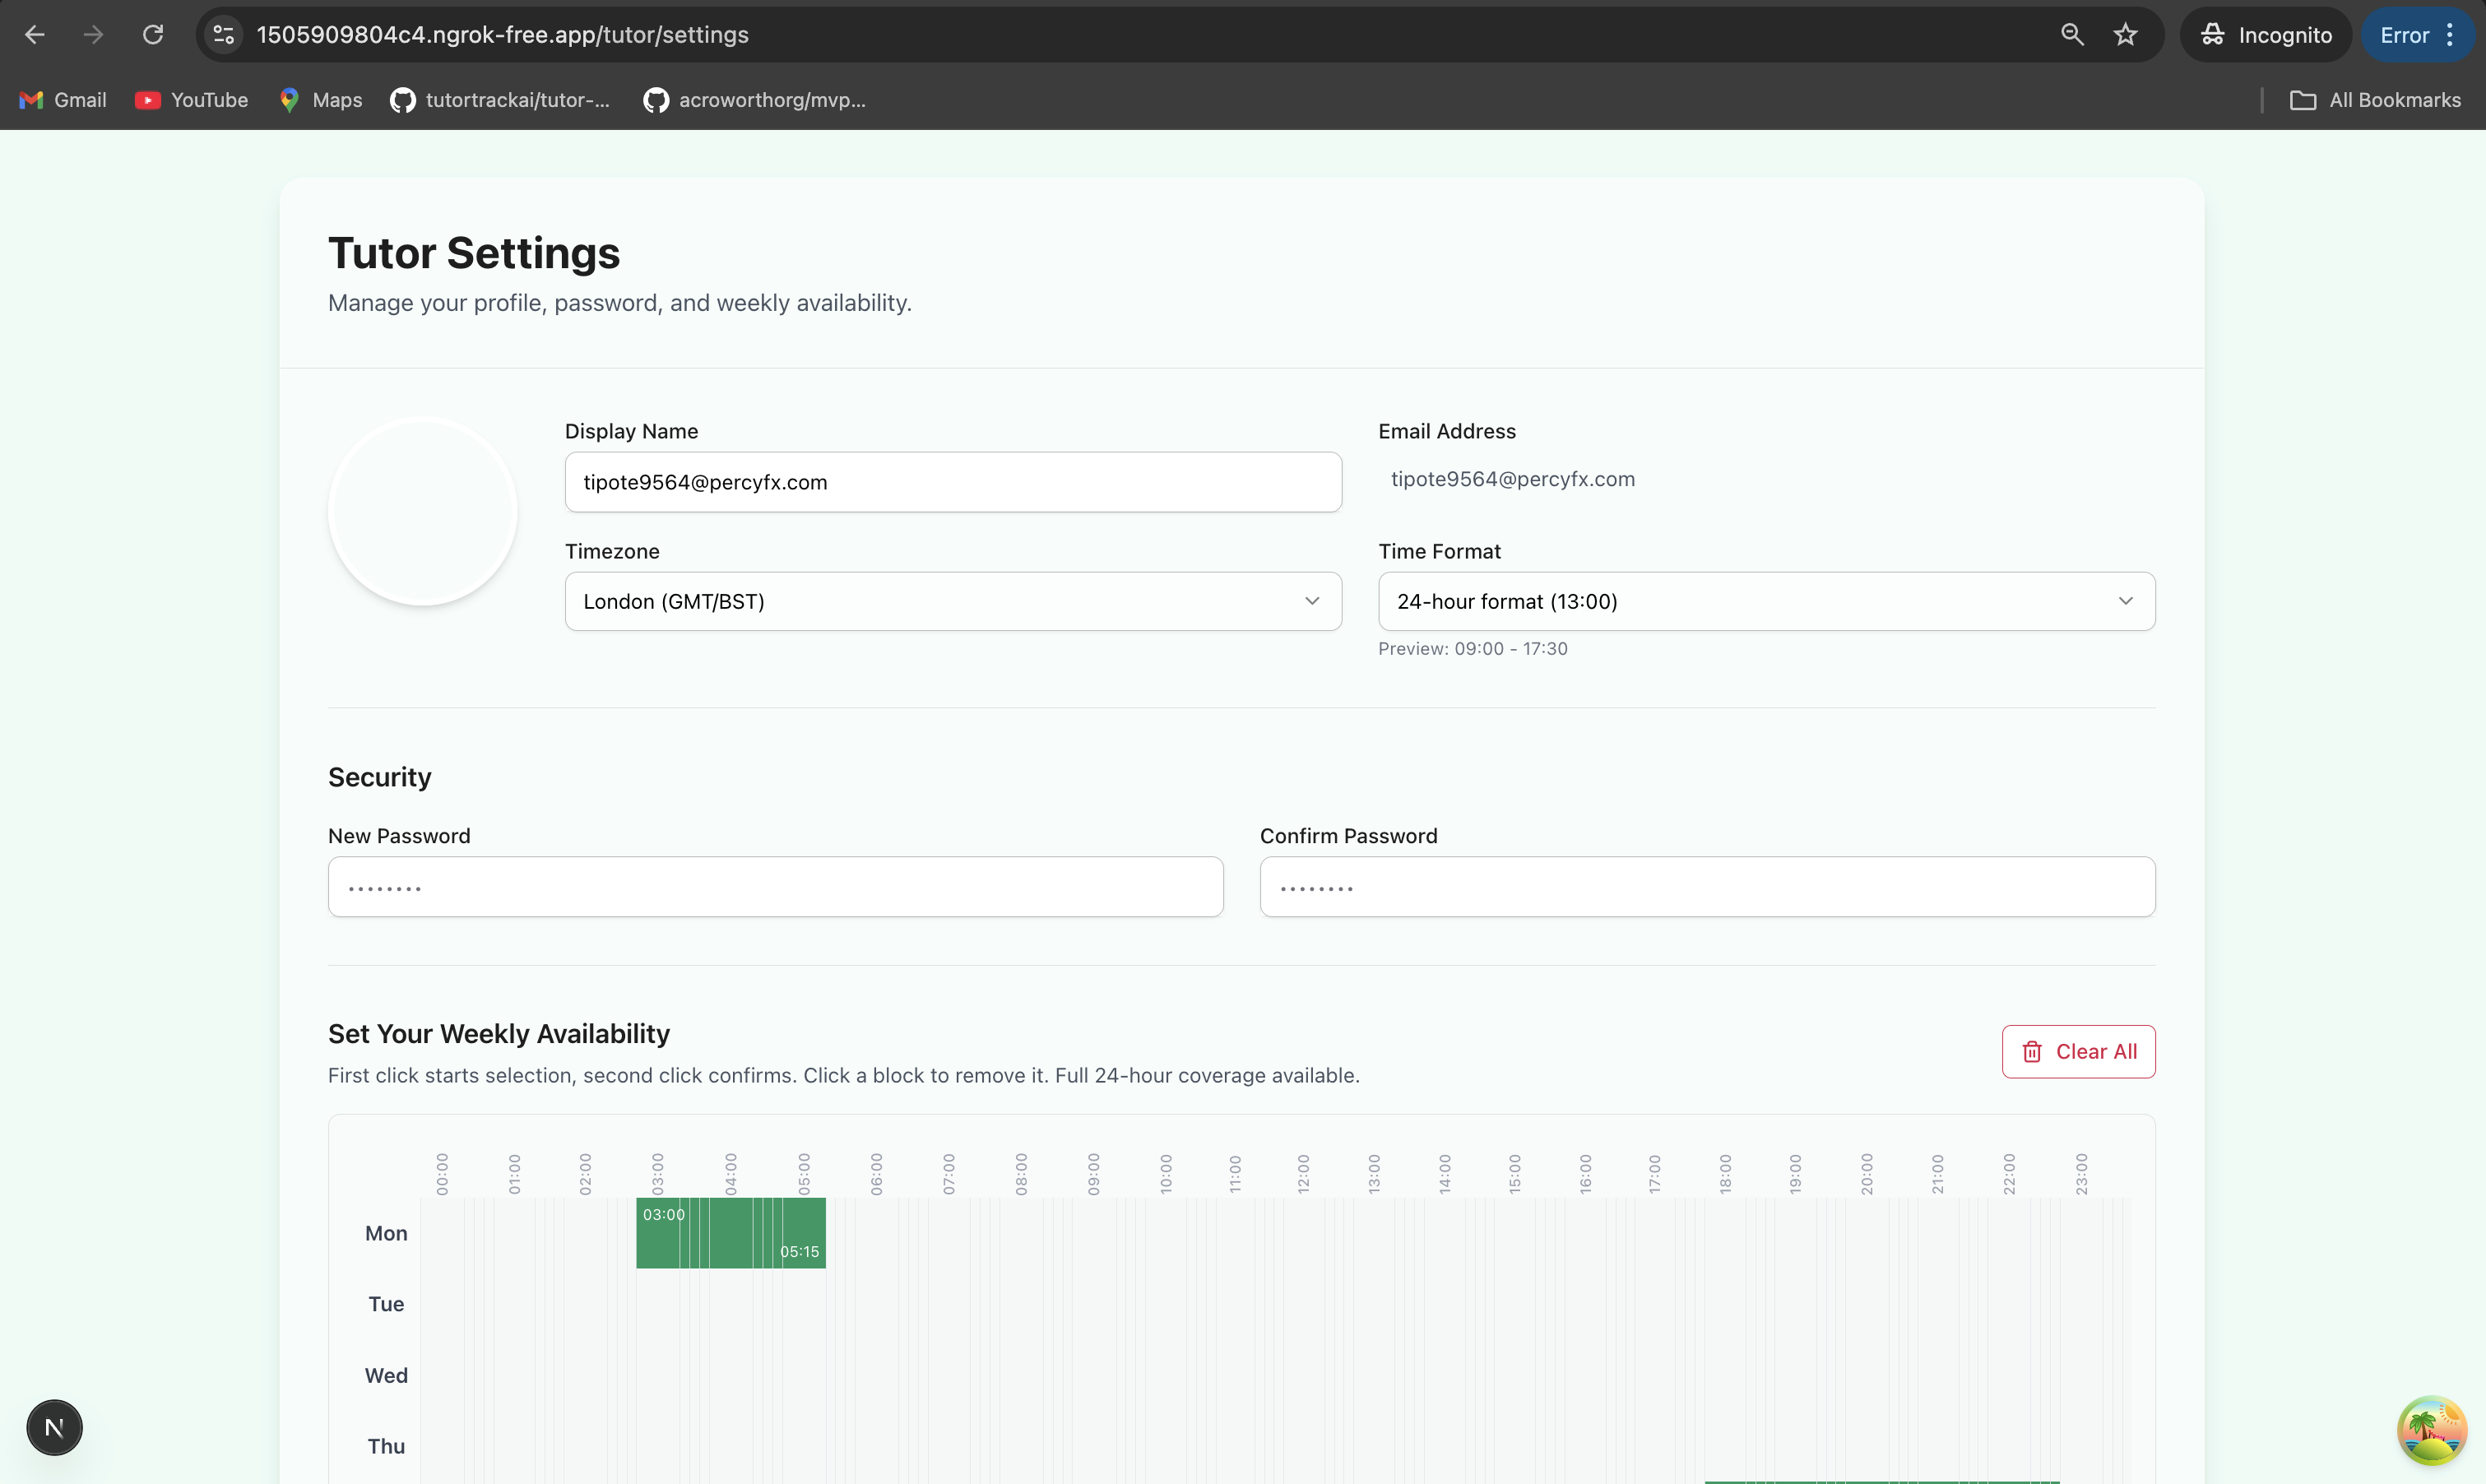 1505909804c4.ngrok-free.app/tutor/settings
Incognito
Error
Gmail
YouTube
Maps
tutortrackai/tutor-...
acroworthorg/mvp...
All Bookmarks
Tutor Settings
Manage your profile, password, and weekly availability.
Display Name
Email Address
tipote9564@percyfx.com
tipote9564@percyfx.com
Timezone
Time Format
London (GMT/BST)
24-hour format (13:00)
Preview: 09:00 - 17:30
Security
New Password
Confirm Password
••••••••
••••••••
Set Your Weekly Availability
Clear All
First click starts selection, second click confirms. Click a block to remove it. Full 24-hour coverage available.
00:00 01:00 02:00 03:00 04:00 05:00 06:00 07:00 08:00 09:00 10:00 11:00 12:00 13:00 14:00 15:00 16:00 17:00 18:00 19:00 20:00 21:00 22:00 23:00
Mon
03:00
05:15
Tue
Wed
Thu
N